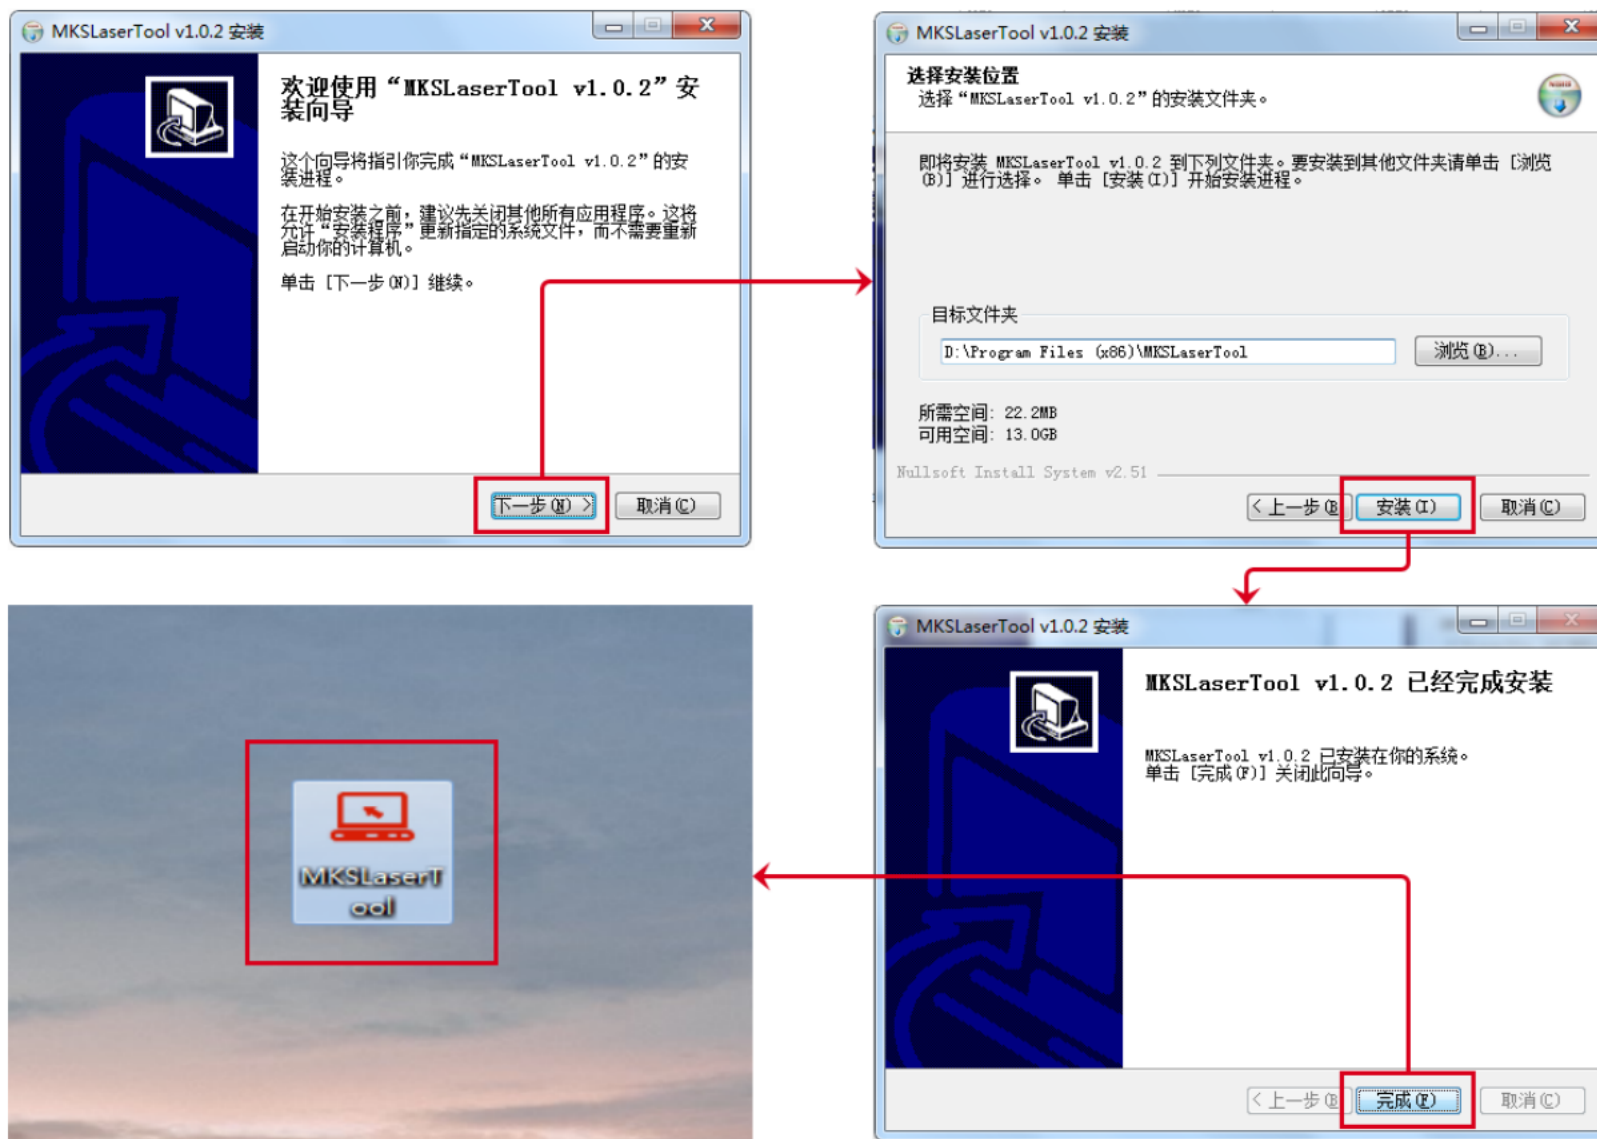 MKSLaserTool v1.0.2 安装
欢迎使用“MKSLaserTool v1.0.2”安
装向导
这个向导将指引你完成“MKSLaserTool v1.0.2”的安
装进程。
在开始安装之前，建议先关闭其他所有应用程序。这将
允许“安装程序”更新指定的系统文件，而不需要重新
启动你的计算机。
单击 [下一步(N)] 继续。
下一步(N) >
取消(C)
MKSLaserTool v1.0.2 安装
选择安装位置
选择“MKSLaserTool v1.0.2”的安装文件夹。
即将安装 MKSLaserTool v1.0.2 到下列文件夹。要安装到其他文件夹请单击 [浏览
(B)] 进行选择。 单击 [安装(I)] 开始安装进程。
目标文件夹
D:\Program Files (x86)\MKSLaserTool
浏览(B)...
所需空间: 22.2MB
可用空间: 13.0GB
Nullsoft Install System v2.51
< 上一步(B
安装(I)
取消(C)
MKSLaserTool v1.0.2 安装
MKSLaserTool v1.0.2 已经完成安装
MKSLaserTool v1.0.2 已安装在你的系统。
单击 [完成(F)] 关闭此向导。
< 上一步(B
完成(F)
取消(C)
MKSLaserT
ool